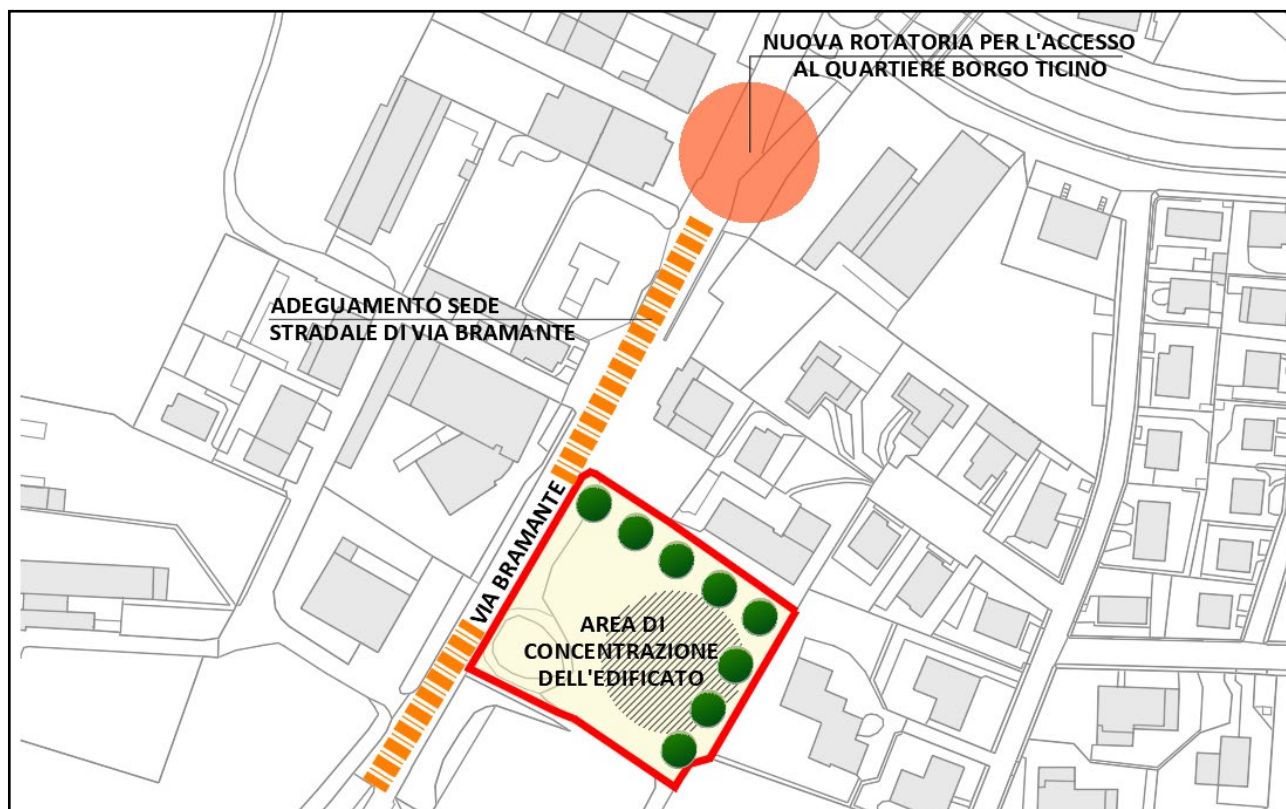 NUOVA ROTATORIA PER L'ACCESSO
AL QUARTIERE BORGO TICINO
ADEGUAMENTO SEDE
STRADALE DI VIA BRAMANTE
VIA BRAMANTE
AREA DI
CONCENTRAZIONE
DELL'EDIFICATO